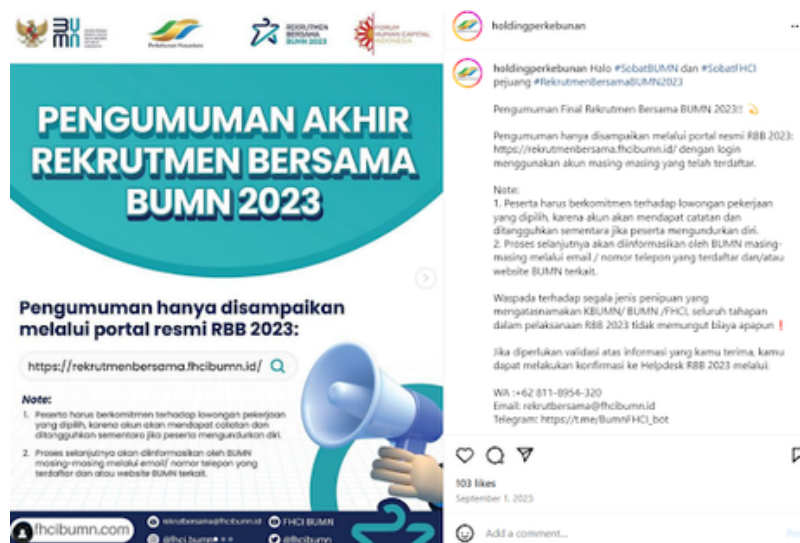 BUMN
Perkebunan Nusantara
REKRUTMEN
BERSAMA
BUMN 2023
FORUM
HUMAN CAPITAL
INDONESIA
PENGUMUMAN AKHIR
REKRUTMEN BERSAMA
BUMN 2023
Pengumuman hanya disampaikan
melalui portal resmi RBB 2023:
https://rekrutmenbersama.fhcibumn.id/
Note:
1. Peserta harus berkomitmen terhadap lowongan pekerjaan
yang dipilih, karena akun akan mendapat catatan dan
ditangguhkan sementara jika peserta mengundurkan diri.
2. Proses selanjutnya akan diinformasikan oleh BUMN
masing-masing melalui email/ nomor telepon yang
terdaftar dan atau website BUMN terkait.
fhcibumn.com
rekrutbersama@fhcibumn.id
FHCI BUMN
@fhci.bumn
@fhcibumn
holdingperkebunan
holdingperkebunan Halo #SobatBUMN dan #SobatFHCI
pejuang #RekrutmenBersamaBUMN2023
Pengumuman Final Rekrutmen Bersama BUMN 2023!! 💫
Pengumuman hanya disampaikan melalui portal resmi RBB 2023:
https://rekrutmenbersama.fhcibumn.id/ dengan login
menggunakan akun masing-masing yang telah terdaftar.
Note:
1. Peserta harus berkomitmen terhadap lowongan pekerjaan
yang dipilih, karena akun akan mendapat catatan dan
ditangguhkan sementara jika peserta mengundurkan diri.
2. Proses selanjutnya akan diinformasikan oleh BUMN masing-
masing melalui email / nomor telepon yang terdaftar dan/atau
website BUMN terkait.
Waspada terhadap segala jenis penipuan yang
mengatasnamakan KBUMN/ BUMN /FHCI, seluruh tahapan
dalam pelaksanaan RBB 2023 tidak memungut biaya apapun❗
Jika diperlukan validasi atas informasi yang kamu terima, kamu
dapat melakukan konfirmasi ke Helpdesk RBB 2023 melalui:
WA :+62 811-8954-320
Email: rekrutbersama@fhcibumn.id
Telegram: https://t.me/BumnFHCI_bot
103 likes
September 1, 2023
Add a comment...